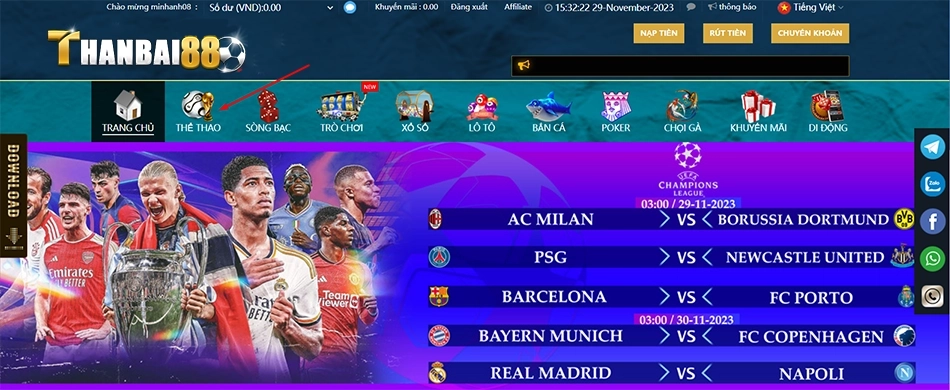 Chào mừng minhanh08 : Số dư (VND):0.00 Khuyến mãi : 0.00 Đăng xuất Affiliate 15:32:22 29-November-2023 thông báo Tiếng Việt
THANBAI88
NẠP TIỀN RÚT TIỀN CHUYỂN KHOẢN
NEW
TRANG CHỦ THỂ THAO SÒNG BẠC TRÒ CHƠI XỔ SỐ LÔ TÔ BẮN CÁ POKER CHỌI GÀ KHUYẾN MÃI DI ĐỘNG
DOWNLOAD
UEFA
CHAMPIONS
LEAGUE
03:00 / 29-11-2023
AC MILAN VS BORUSSIA DORTMUND
PSG VS NEWCASTLE UNITED
BARCELONA VS FC PORTO
03:00 / 30-11-2023
BAYERN MUNICH VS FC COPENHAGEN
REAL MADRID VS NAPOLI
Emirates
Fly
Emirates
TeamViewer
Zalo